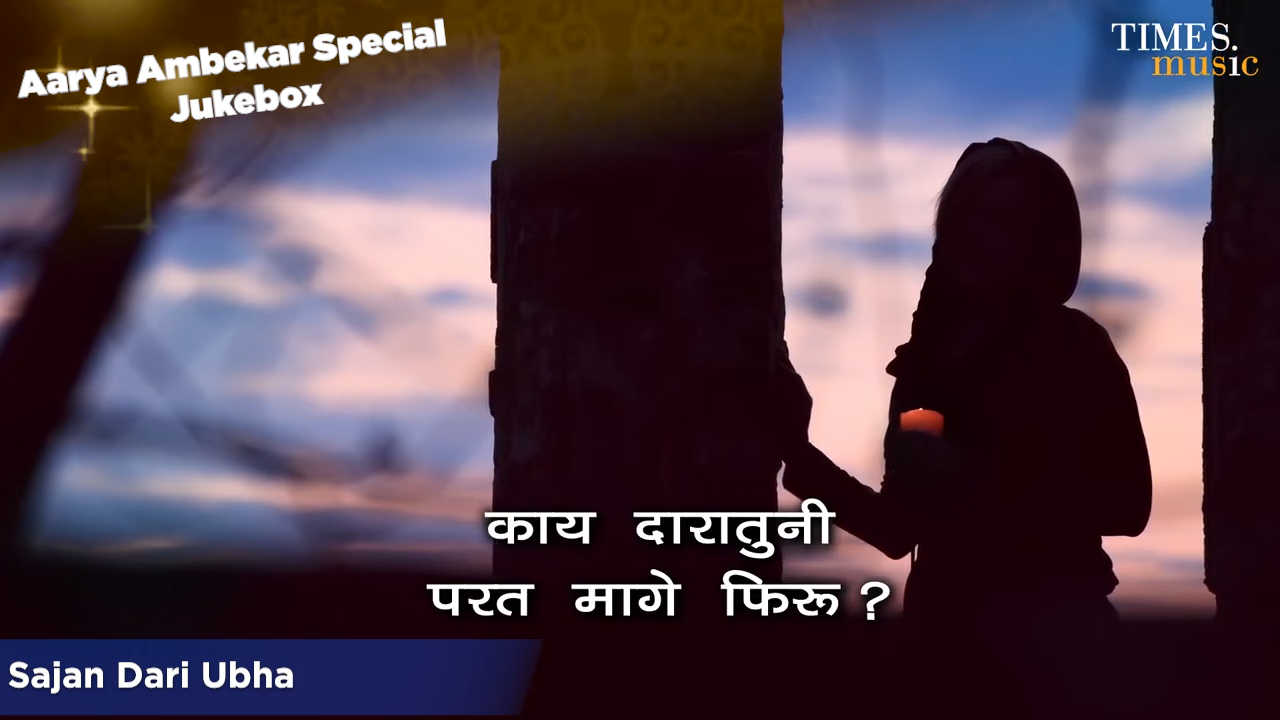 Aarya Ambekar Special
Jukebox
TIMES.
music
काय दारातुनी
परत मागे फिरू ?
Sajan Dari Ubha